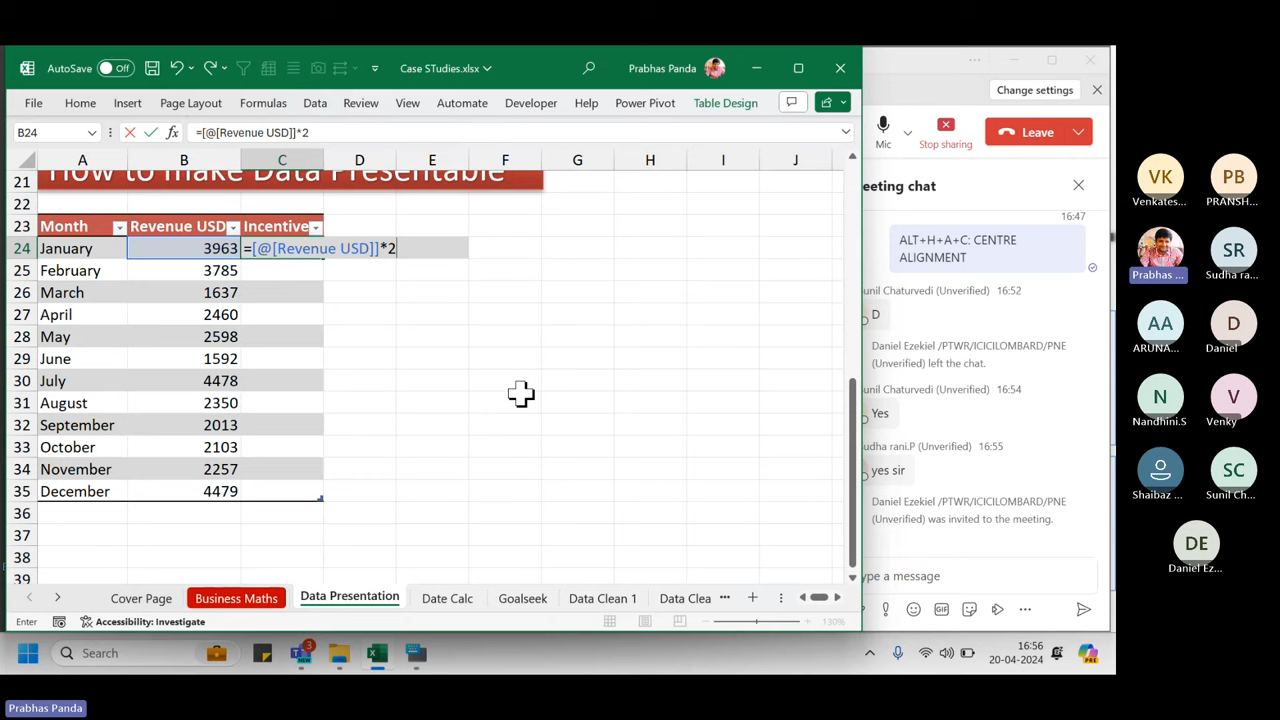 AutoSave Off Case STudies.xlsx Prabhas Panda
File Home Insert Page Layout Formulas Data Review View Automate Developer Help Power Pivot Table Design
B24 fx =[@[Revenue USD]]*2
A B C D E F G H I J
21 How to make Data Presentable
22
23 Month Revenue USD Incentive
24 January 3963 =[@[Revenue USD]]*2
25 February 3785
26 March 1637
27 April 2460
28 May 2598
29 June 1592
30 July 4478
31 August 2350
32 September 2013
33 October 2103
34 November 2257
35 December 4479
36
37
38
39
Cover Page Business Maths Data Presentation Date Calc Goalseek Data Clean 1 Data Clea
Enter Accessibility: Investigate 130%
Change settings
Mic Stop sharing Leave
eeting chat
16:47
ALT+H+A+C: CENTRE
ALIGNMENT
unil Chaturvedi (Unverified) 16:52
D
Daniel Ezekiel /PTWR/ICICILOMBARD/PNE
(Unverified) left the chat.
unil Chaturvedi (Unverified) 16:54
Yes
udha rani.P (Unverified) 16:55
yes sir
Daniel Ezekiel /PTWR/ICICILOMBARD/PNE
(Unverified) was invited to the meeting.
ype a message
GIF
VK PB
Venkates... PRANSH...
SR
Prabhas ... Sudha ra...
AA D
ARUNA... Daniel
N V
Nandhini.S Venky
SC
Shaibaz ... Sunil Ch...
DE
Daniel Ez...
Search 3 NEW 16:56
20-04-2024 PRE
Prabhas Panda